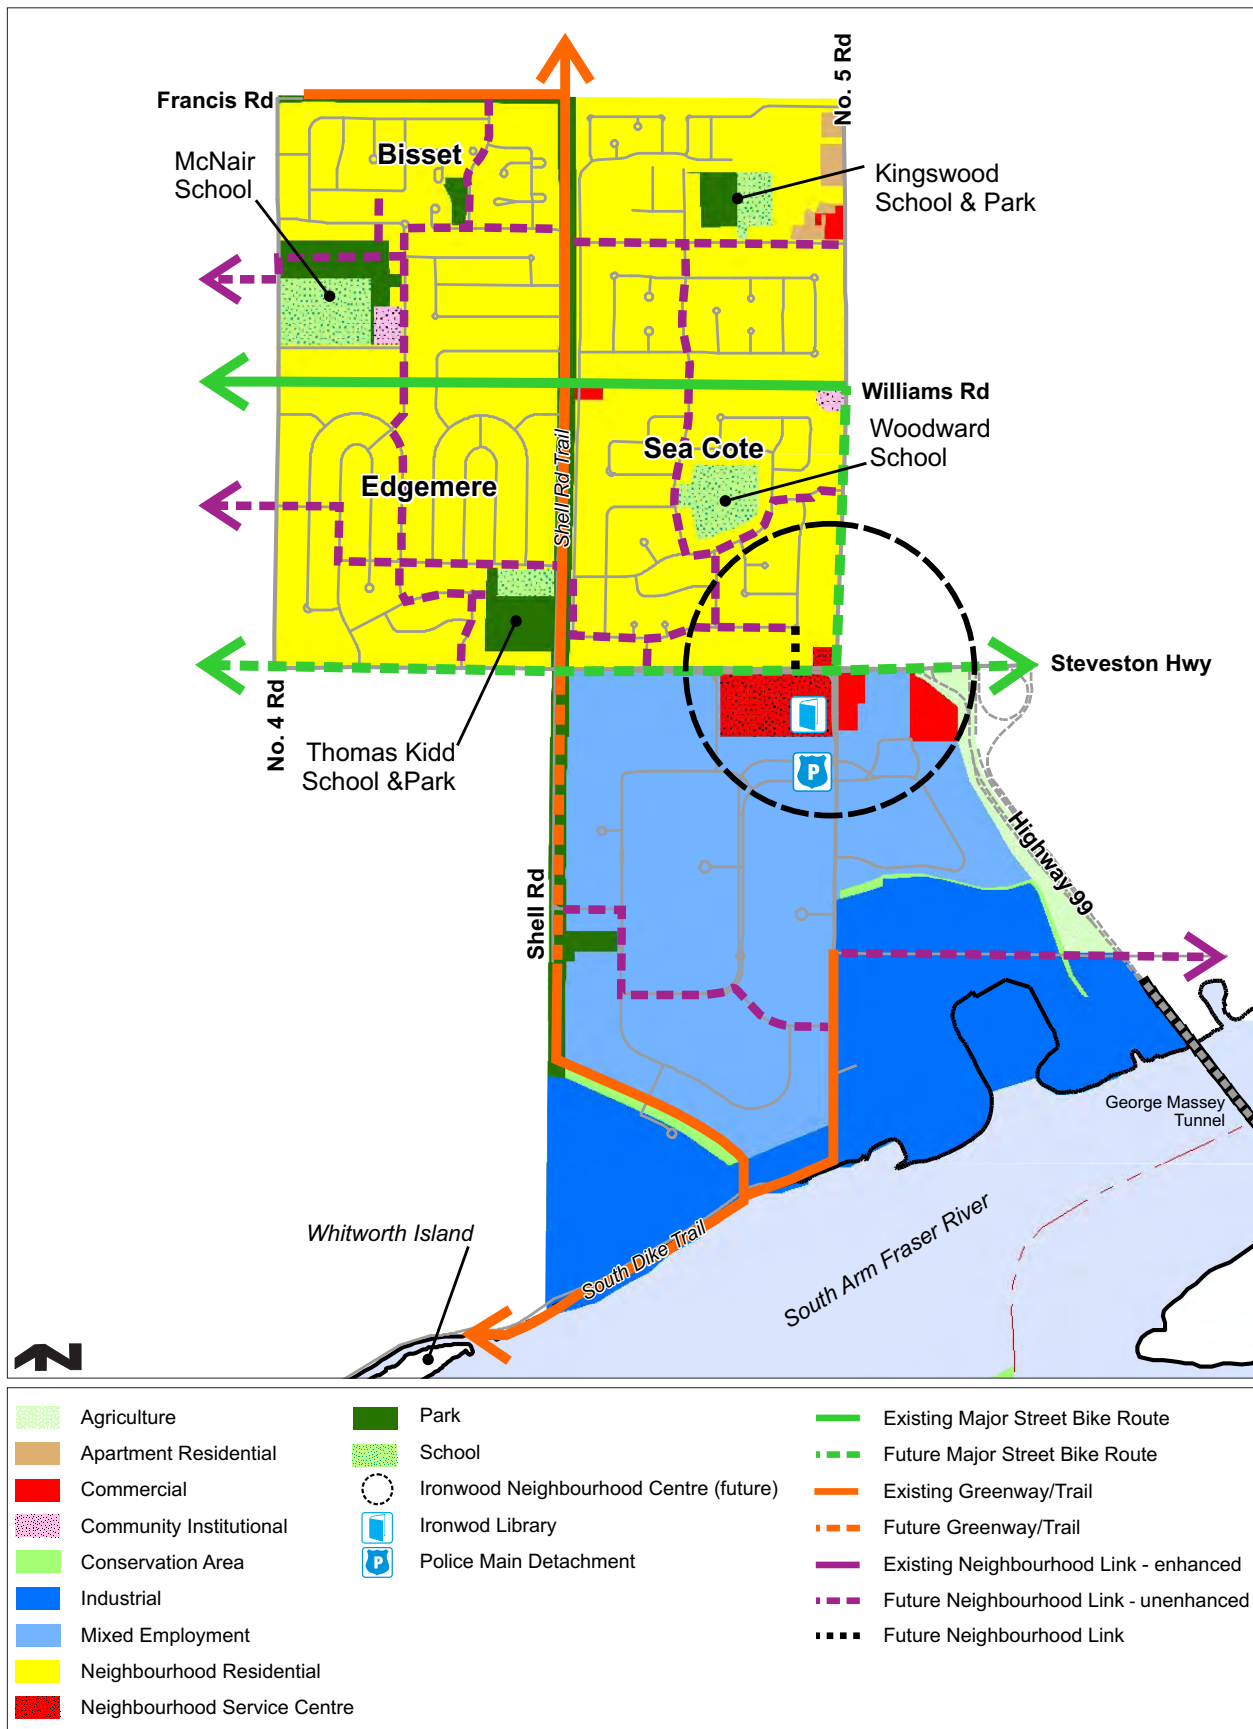 No. 5 Rd
Francis Rd
McNair
School
Bisset
Kingswood
School & Park
Williams Rd
Woodward
School
Sea Cote
Edgemere
Shell Rd Trail
Steveston Hwy
No. 4 Rd
Thomas Kidd
School &Park
P
P
Highway 99
Shell Rd
George Massey
Tunnel
Whitworth Island
South Dike Trail
South Arm Fraser River
N
Agriculture
Apartment Residential
Commercial
Community Institutional
Conservation Area
Industrial
Mixed Employment
Neighbourhood Residential
Neighbourhood Service Centre
Park
School
Ironwood Neighbourhood Centre (future)
Ironwod Library
Police Main Detachment
Existing Major Street Bike Route
Future Major Street Bike Route
Existing Greenway/Trail
Future Greenway/Trail
Existing Neighbourhood Link - enhanced
Future Neighbourhood Link - unenhanced
Future Neighbourhood Link